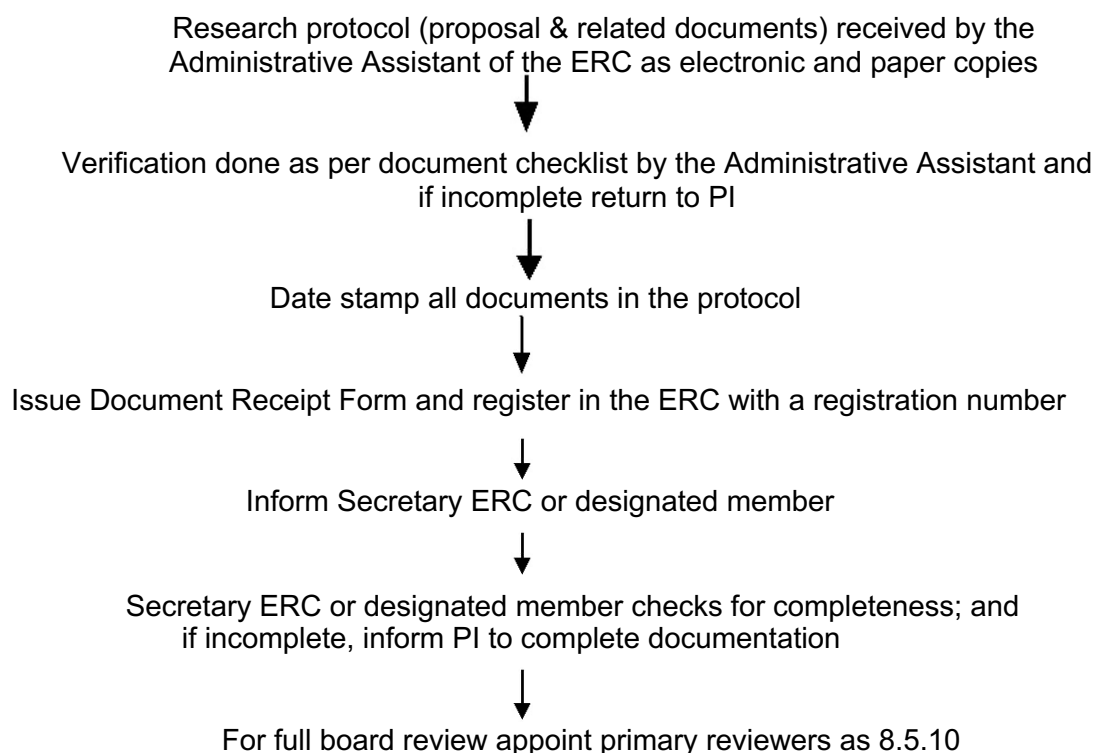 Research protocol (proposal & related documents) received by the
Administrative Assistant of the ERC as electronic and paper copies
Verification done as per document checklist by the Administrative Assistant and
if incomplete return to PI
Date stamp all documents in the protocol
Issue Document Receipt Form and register in the ERC with a registration number
Inform Secretary ERC or designated member
Secretary ERC or designated member checks for completeness; and
if incomplete, inform PI to complete documentation
For full board review appoint primary reviewers as 8.5.10